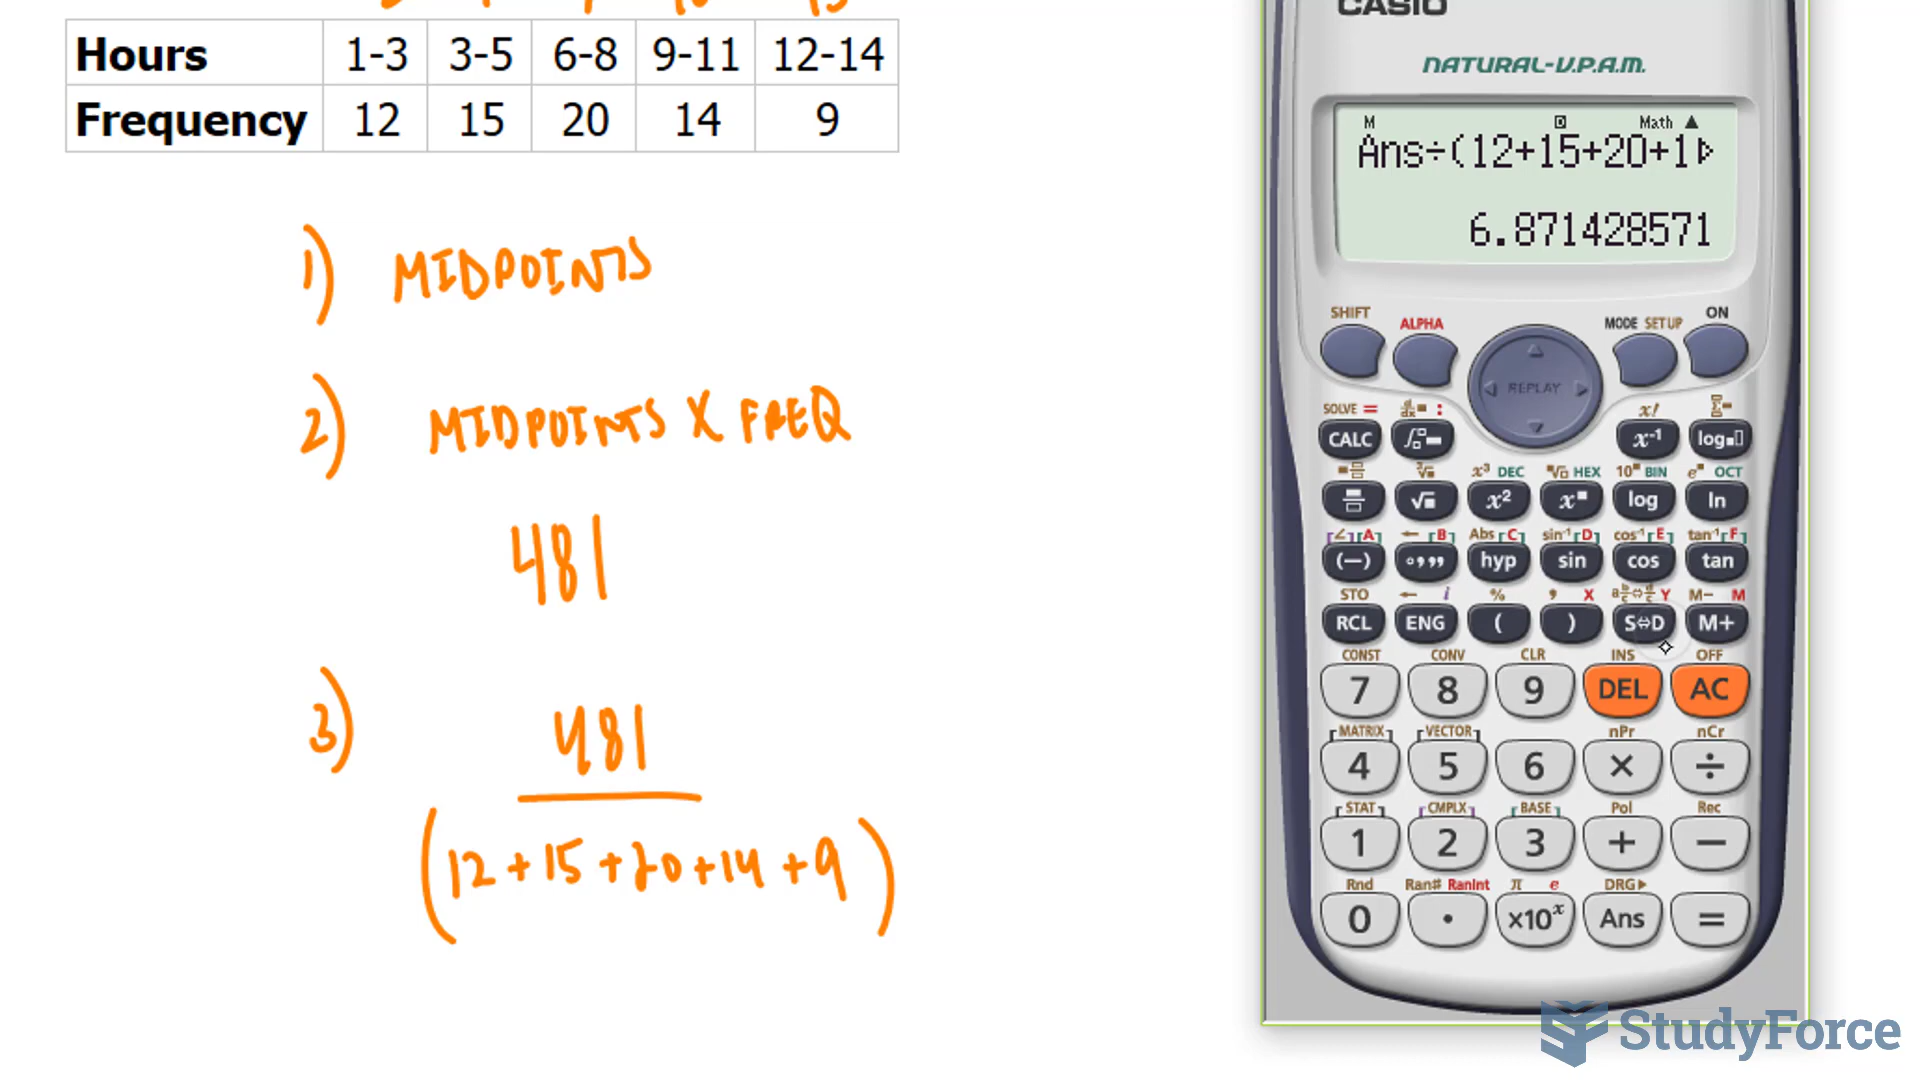 CASIO
Hours 1-3 3-5 6-8 9-11 12-14
Frequency 12 15 20 14 9
NATURAL-V.P.A.M.
M D Math ▲
Ans÷(12+15+20+1
6.871428571
1) MIDPOINTS
2) MIDPOINTS X FREQ
481
3) 481
(12+15+20+14+9)
SHIFT ALPHA MODE SETUP ON
REPLAY
SOLVE = d/dx :  x! Σ
CALC ∫ x⁻¹ log
x³ DEC HEX 10 BIN e OCT
√ x² x log ln
∠ A ← B Abs C sin⁻¹ D cos⁻¹ E tan⁻¹ F
(−) ° ’ ” hyp sin cos tan
STO ← i % , X a b/c⇔d/c Y M− M
RCL ENG ( ) S⇔D M+
CONST CONV CLR INS OFF
7 8 9 DEL AC
MATRIX VECTOR nPr nCr
4 5 6 × ÷
STAT CMPLX BASE Pol Rec
1 2 3 + −
Rnd Ran# RanInt π e DRG▶
0 . ×10ˣ Ans =
StudyForce